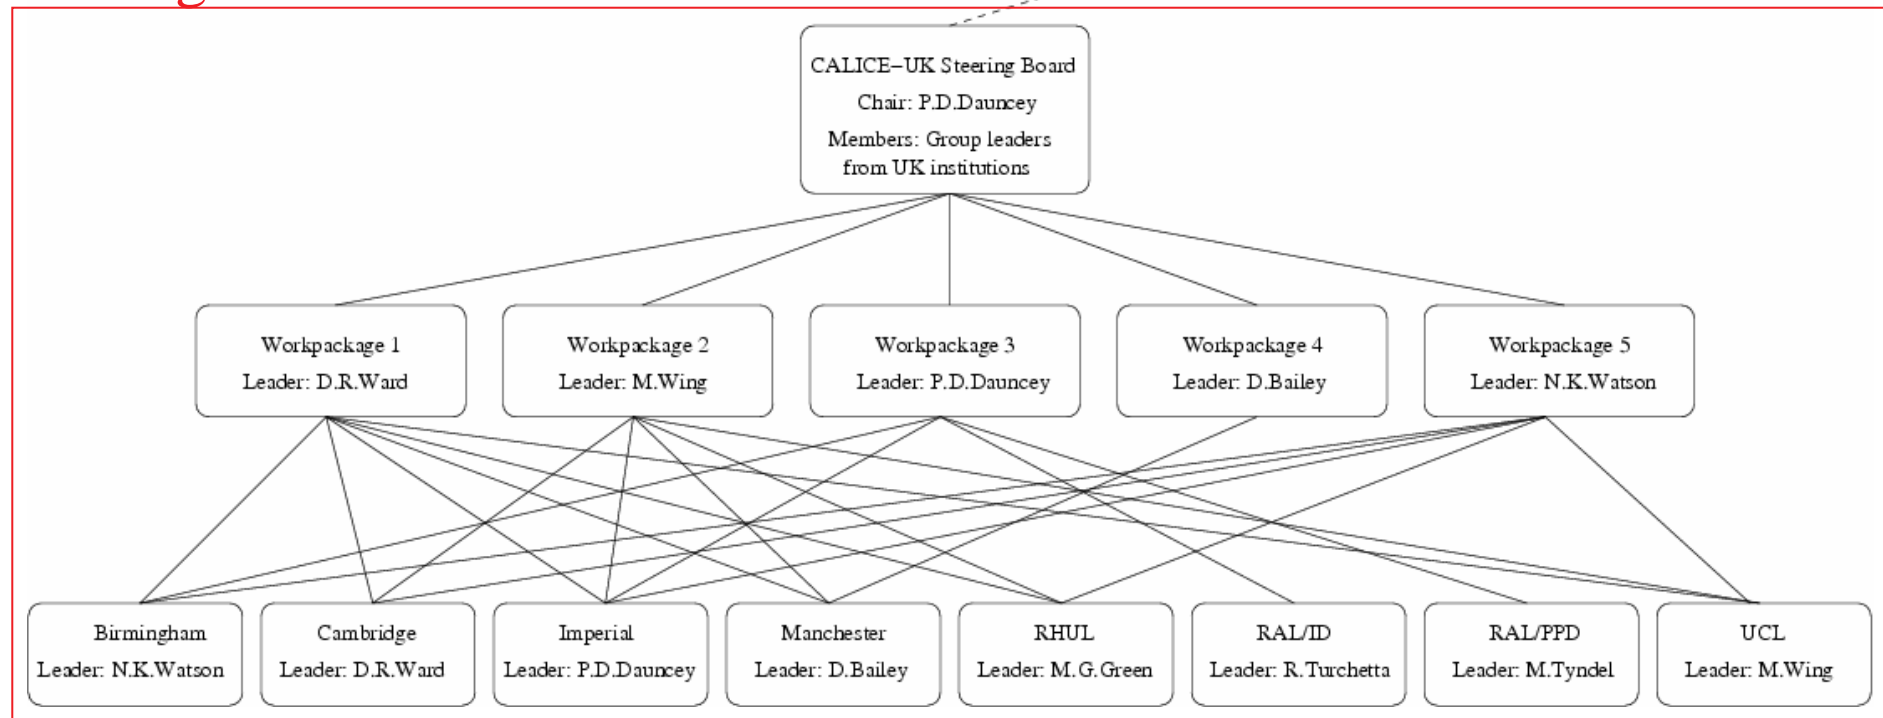 CALICE−UK Steering Board
Chair: P.D.Dauncey
Members: Group leaders
from UK institutions
Workpackage 1
Leader: D.R.Ward
Workpackage 2
Leader: M.Wing
Workpackage 3
Leader: P.D.Dauncey
Workpackage 4
Leader: D.Bailey
Workpackage 5
Leader: N.K.Watson
Birmingham
Leader: N.K.Watson
Cambridge
Leader: D.R.Ward
Imperial
Leader: P.D.Dauncey
Manchester
Leader: D.Bailey
RHUL
Leader: M.G.Green
RAL/ID
Leader: R.Turchetta
RAL/PPD
Leader: M.Tyndel
UCL
Leader: M.Wing